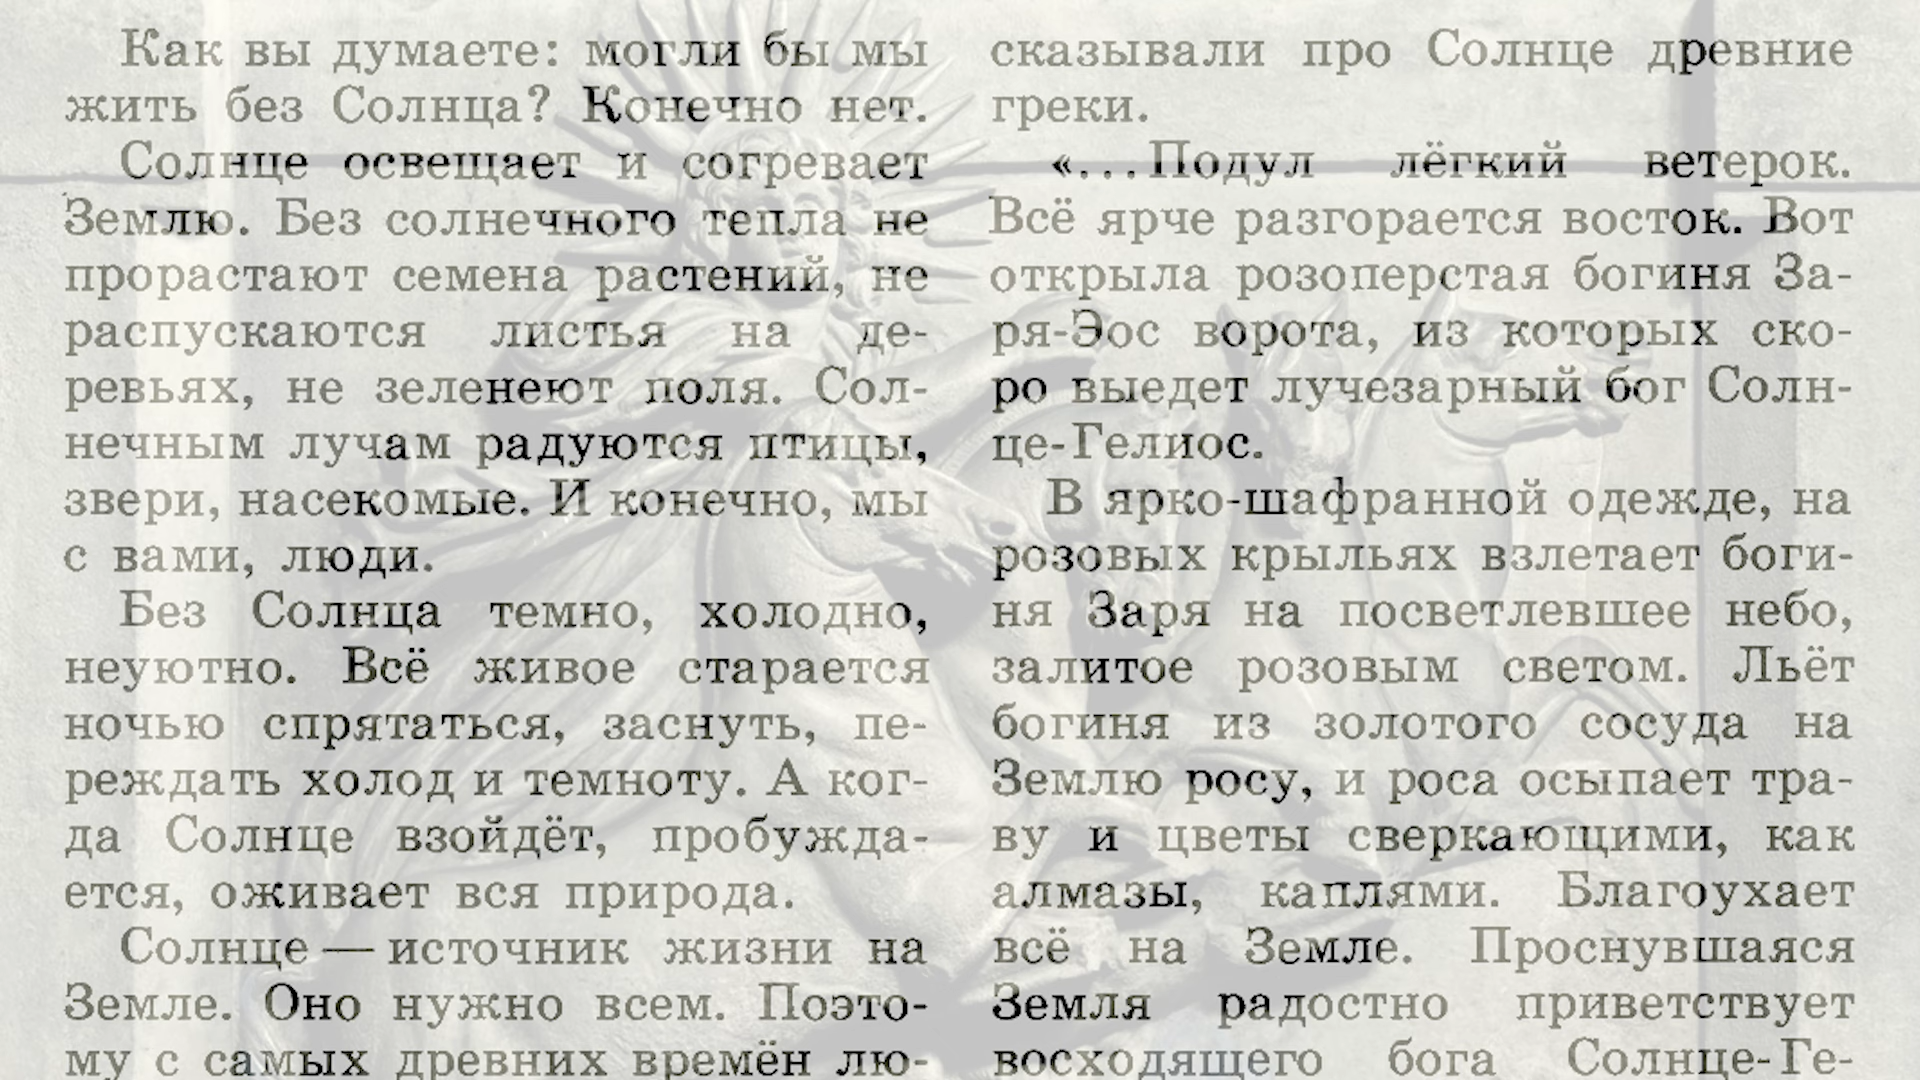 Как вы думаете: могли бы мы
жить без Солнца? Конечно нет.
Солнце освещает и согревает
Землю. Без солнечного тепла не
прорастают семена растений, не
распускаются листья на де-
ревьях, не зеленеют поля. Сол-
нечным лучам радуются птицы,
звери, насекомые. И конечно, мы
с вами, люди.
Без Солнца темно, холодно,
неуютно. Всё живое старается
ночью спрятаться, заснуть, пе-
реждать холод и темноту. А ког-
да Солнце взойдёт, пробужда-
ется, оживает вся природа.
Солнце — источник жизни на
Земле. Оно нужно всем. Поэто-
му с самых древних времён лю-
сказывали про Солнце древние
греки.
«...Подул лёгкий ветерок.
Всё ярче разгорается восток. Вот
открыла розоперстая богиня За-
ря-Эос ворота, из которых ско-
ро выедет лучезарный бог Солн-
це-Гелиос.
В ярко-шафранной одежде, на
розовых крыльях взлетает боги-
ня Заря на посветлевшее небо,
залитое розовым светом. Льёт
богиня из золотого сосуда на
Землю росу, и роса осыпает тра-
ву и цветы сверкающими, как
алмазы, каплями. Благоухает
всё на Земле. Проснувшаяся
Земля радостно приветствует
восходящего бога Солнце-Ге-